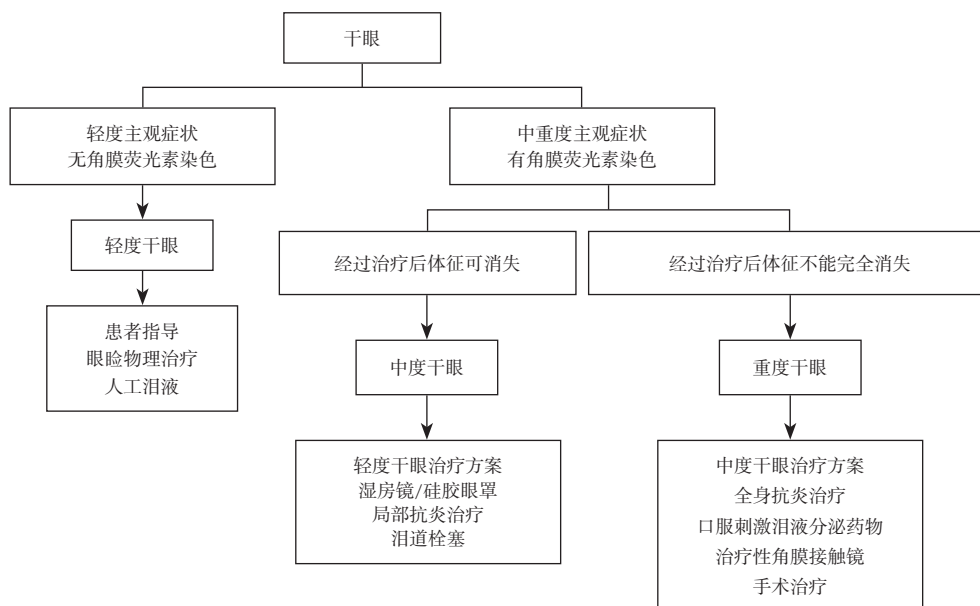 干眼
轻度主观症状
无角膜荧光素染色
中重度主观症状
有角膜荧光素染色
轻度干眼
经过治疗后体征可消失
经过治疗后体征不能完全消失
患者指导
眼睑物理治疗
人工泪液
中度干眼
重度干眼
轻度干眼治疗方案
湿房镜/硅胶眼罩
局部抗炎治疗
泪道栓塞
中度干眼治疗方案
全身抗炎治疗
口服刺激泪液分泌药物
治疗性角膜接触镜
手术治疗